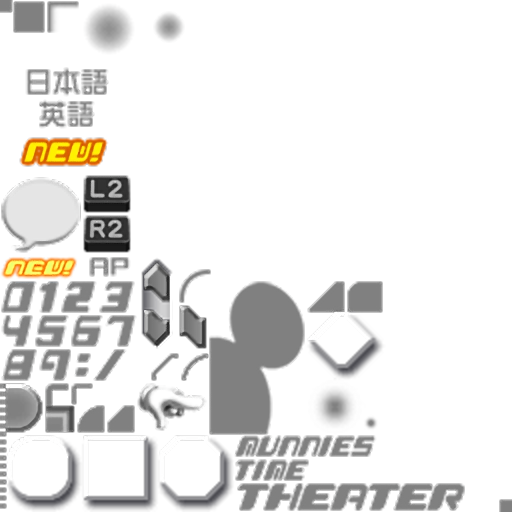 日本語
英語
NEW!
L2
R2
NEW! AP
0123
4567
89:/
MUNNIES
TIME
THEATER